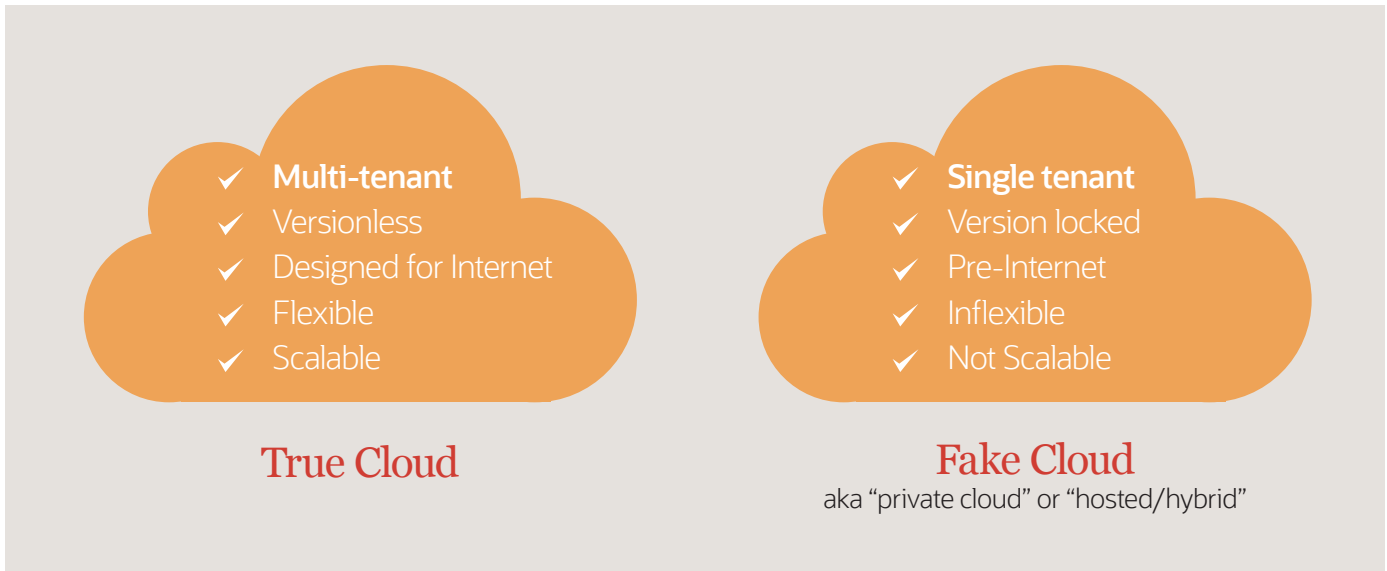 Multi-tenant
Versionless
Designed for Internet
Flexible
Scalable
True Cloud
Single tenant
Version locked
Pre-Internet
Inflexible
Not Scalable
Fake Cloud
aka “private cloud” or “hosted/hybrid”